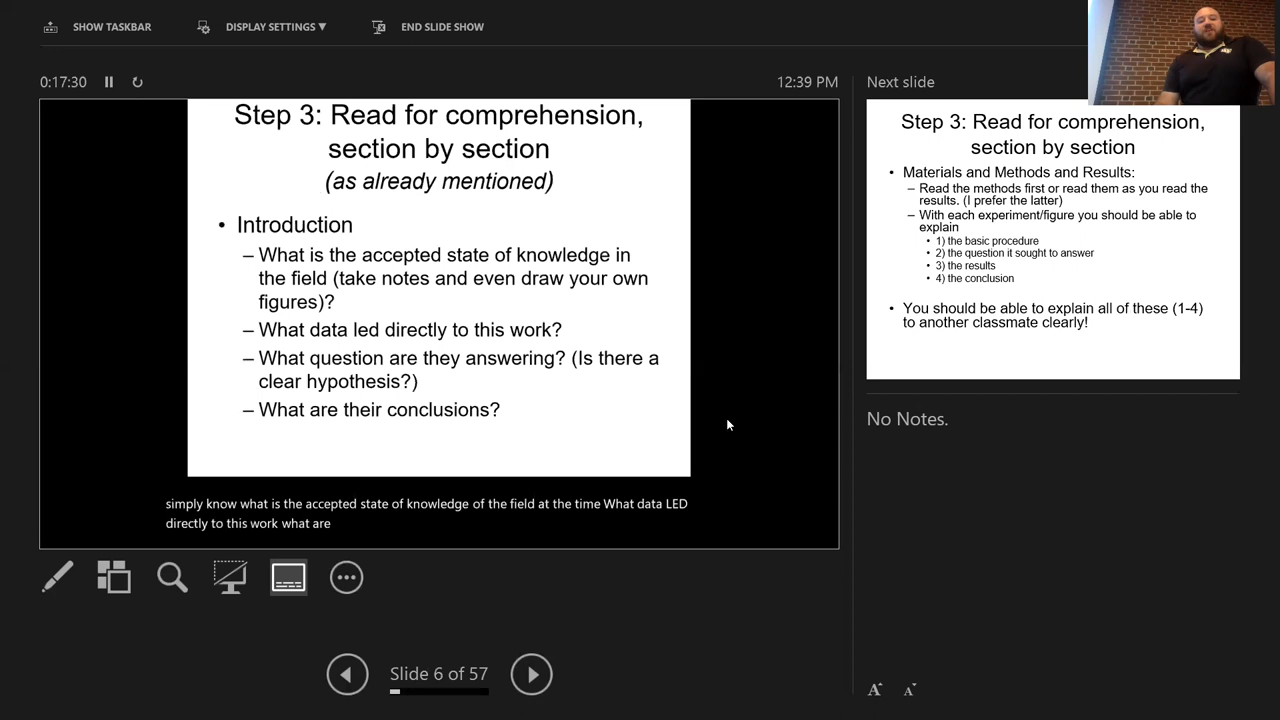 SHOW TASKBAR
DISPLAY SETTINGS ▼
END SLIDE SHOW
0:17:30
12:39 PM
Step 3: Read for comprehension,
section by section
(as already mentioned)
• Introduction
– What is the accepted state of knowledge in
the field (take notes and even draw your own
figures)?
– What data led directly to this work?
– What question are they answering? (Is there a
clear hypothesis?)
– What are their conclusions?
simply know what is the accepted state of knowledge of the field at the time What data LED
directly to this work what are
Slide 6 of 57
Next slide
Step 3: Read for comprehension,
section by section
• Materials and Methods and Results:
– Read the methods first or read them as you read the
results. (I prefer the latter)
– With each experiment/figure you should be able to
explain
• 1) the basic procedure
• 2) the question it sought to answer
• 3) the results
• 4) the conclusion
• You should be able to explain all of these (1-4)
to another classmate clearly!
No Notes.
A A